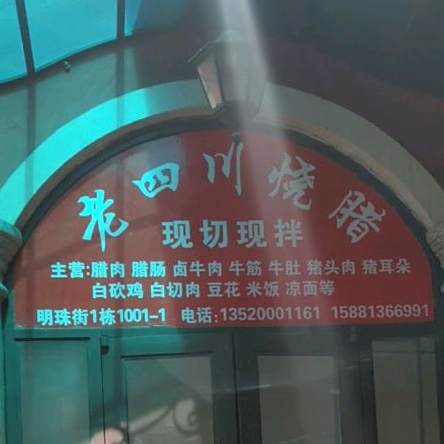 老四川烧腊
现切现拌
主营:腊肉 腊肠 卤牛肉 牛筋 牛肚 猪头肉 猪耳朵
白砍鸡 白切肉 豆花 米饭 凉面等
明珠街1栋1001-1 电话:13520001161 15881366991